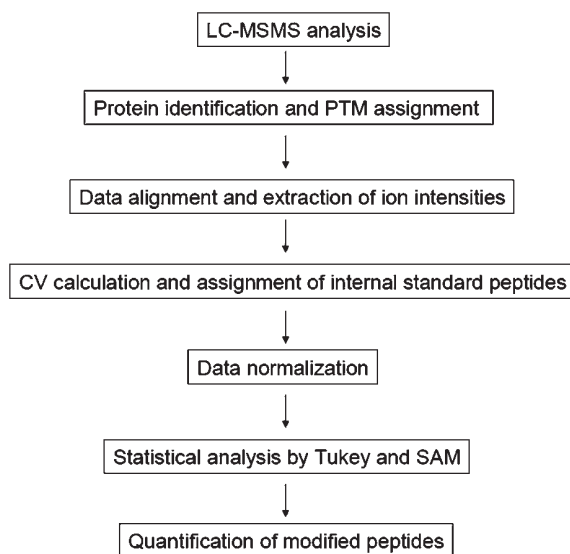 LC-MSMS analysis
Protein identification and PTM assignment
Data alignment and extraction of ion intensities
CV calculation and assignment of internal standard peptides
Data normalization
Statistical analysis by Tukey and SAM
Quantification of modified peptides